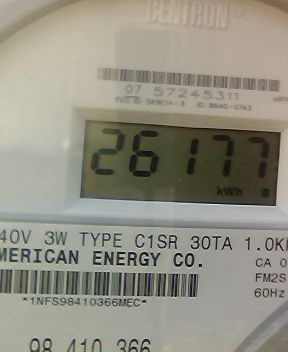 CENTRON
07 57245311
26177
kWh
40V 3W TYPE C1SR 30TA 1.0K
MERICAN ENERGY CO.
CA 0
FM2S
60Hz
*1NFS98410366MEC*
98 410 366